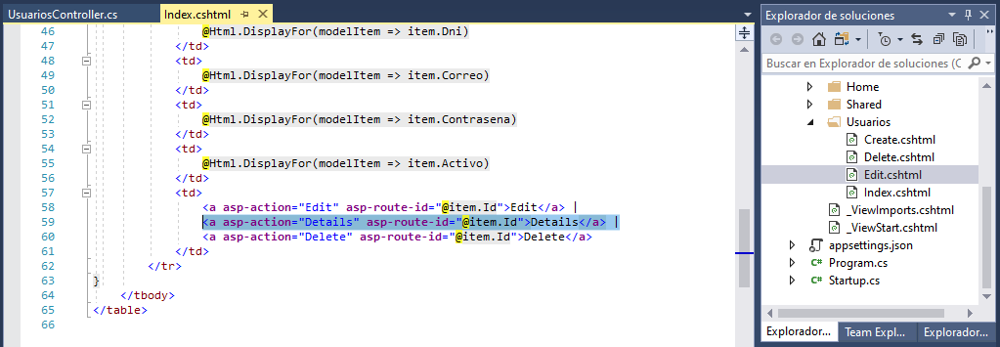 UsuariosController.cs
Index.cshtml
46 @Html.DisplayFor(modelItem => item.Dni)
47 </td>
48 <td>
49 @Html.DisplayFor(modelItem => item.Correo)
50 </td>
51 <td>
52 @Html.DisplayFor(modelItem => item.Contrasena)
53 </td>
54 <td>
55 @Html.DisplayFor(modelItem => item.Activo)
56 </td>
57 <td>
58 <a asp-action="Edit" asp-route-id="@item.Id">Edit</a> |
59 <a asp-action="Details" asp-route-id="@item.Id">Details</a> |
60 <a asp-action="Delete" asp-route-id="@item.Id">Delete</a>
61 </td>
62 </tr>
63 }
64 </tbody>
65 </table>
66
Explorador de soluciones
Buscar en Explorador de soluciones (C
Home
Shared
Usuarios
Create.cshtml
Delete.cshtml
Edit.cshtml
Index.cshtml
_ViewImports.cshtml
_ViewStart.cshtml
appsettings.json
C# Program.cs
C# Startup.cs
Explorador...
Team Expl...
Explorador...